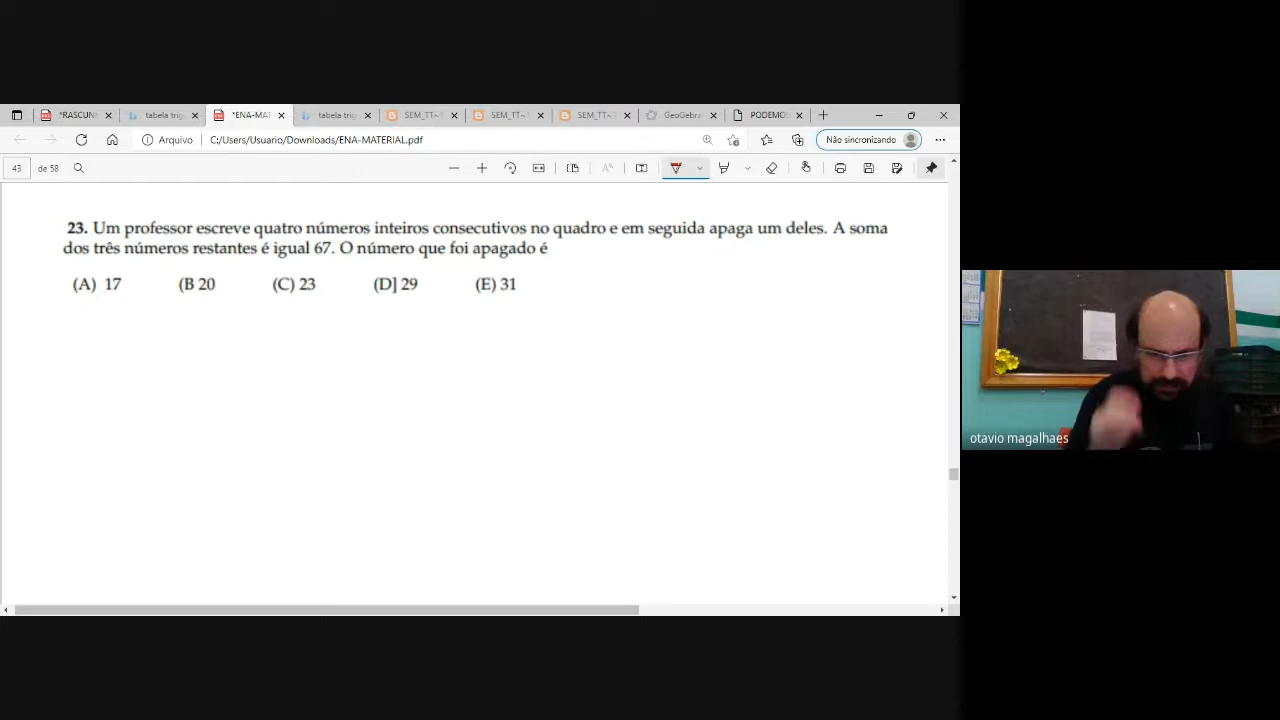 *RASCUN
tabela trig
*ENA-MAT
tabela trig
SEM_TT~
SEM_TT~
SEM_TT~
GeoGebra
PODEMO
Arquivo
C:/Users/Usuario/Downloads/ENA-MATERIAL.pdf
Não sincronizando
43 de 58
23. Um professor escreve quatro números inteiros consecutivos no quadro e em seguida apaga um deles. A soma
dos três números restantes é igual 67. O número que foi apagado é
(A) 17 (B 20 (C) 23 (D] 29 (E) 31
otavio magalhaes